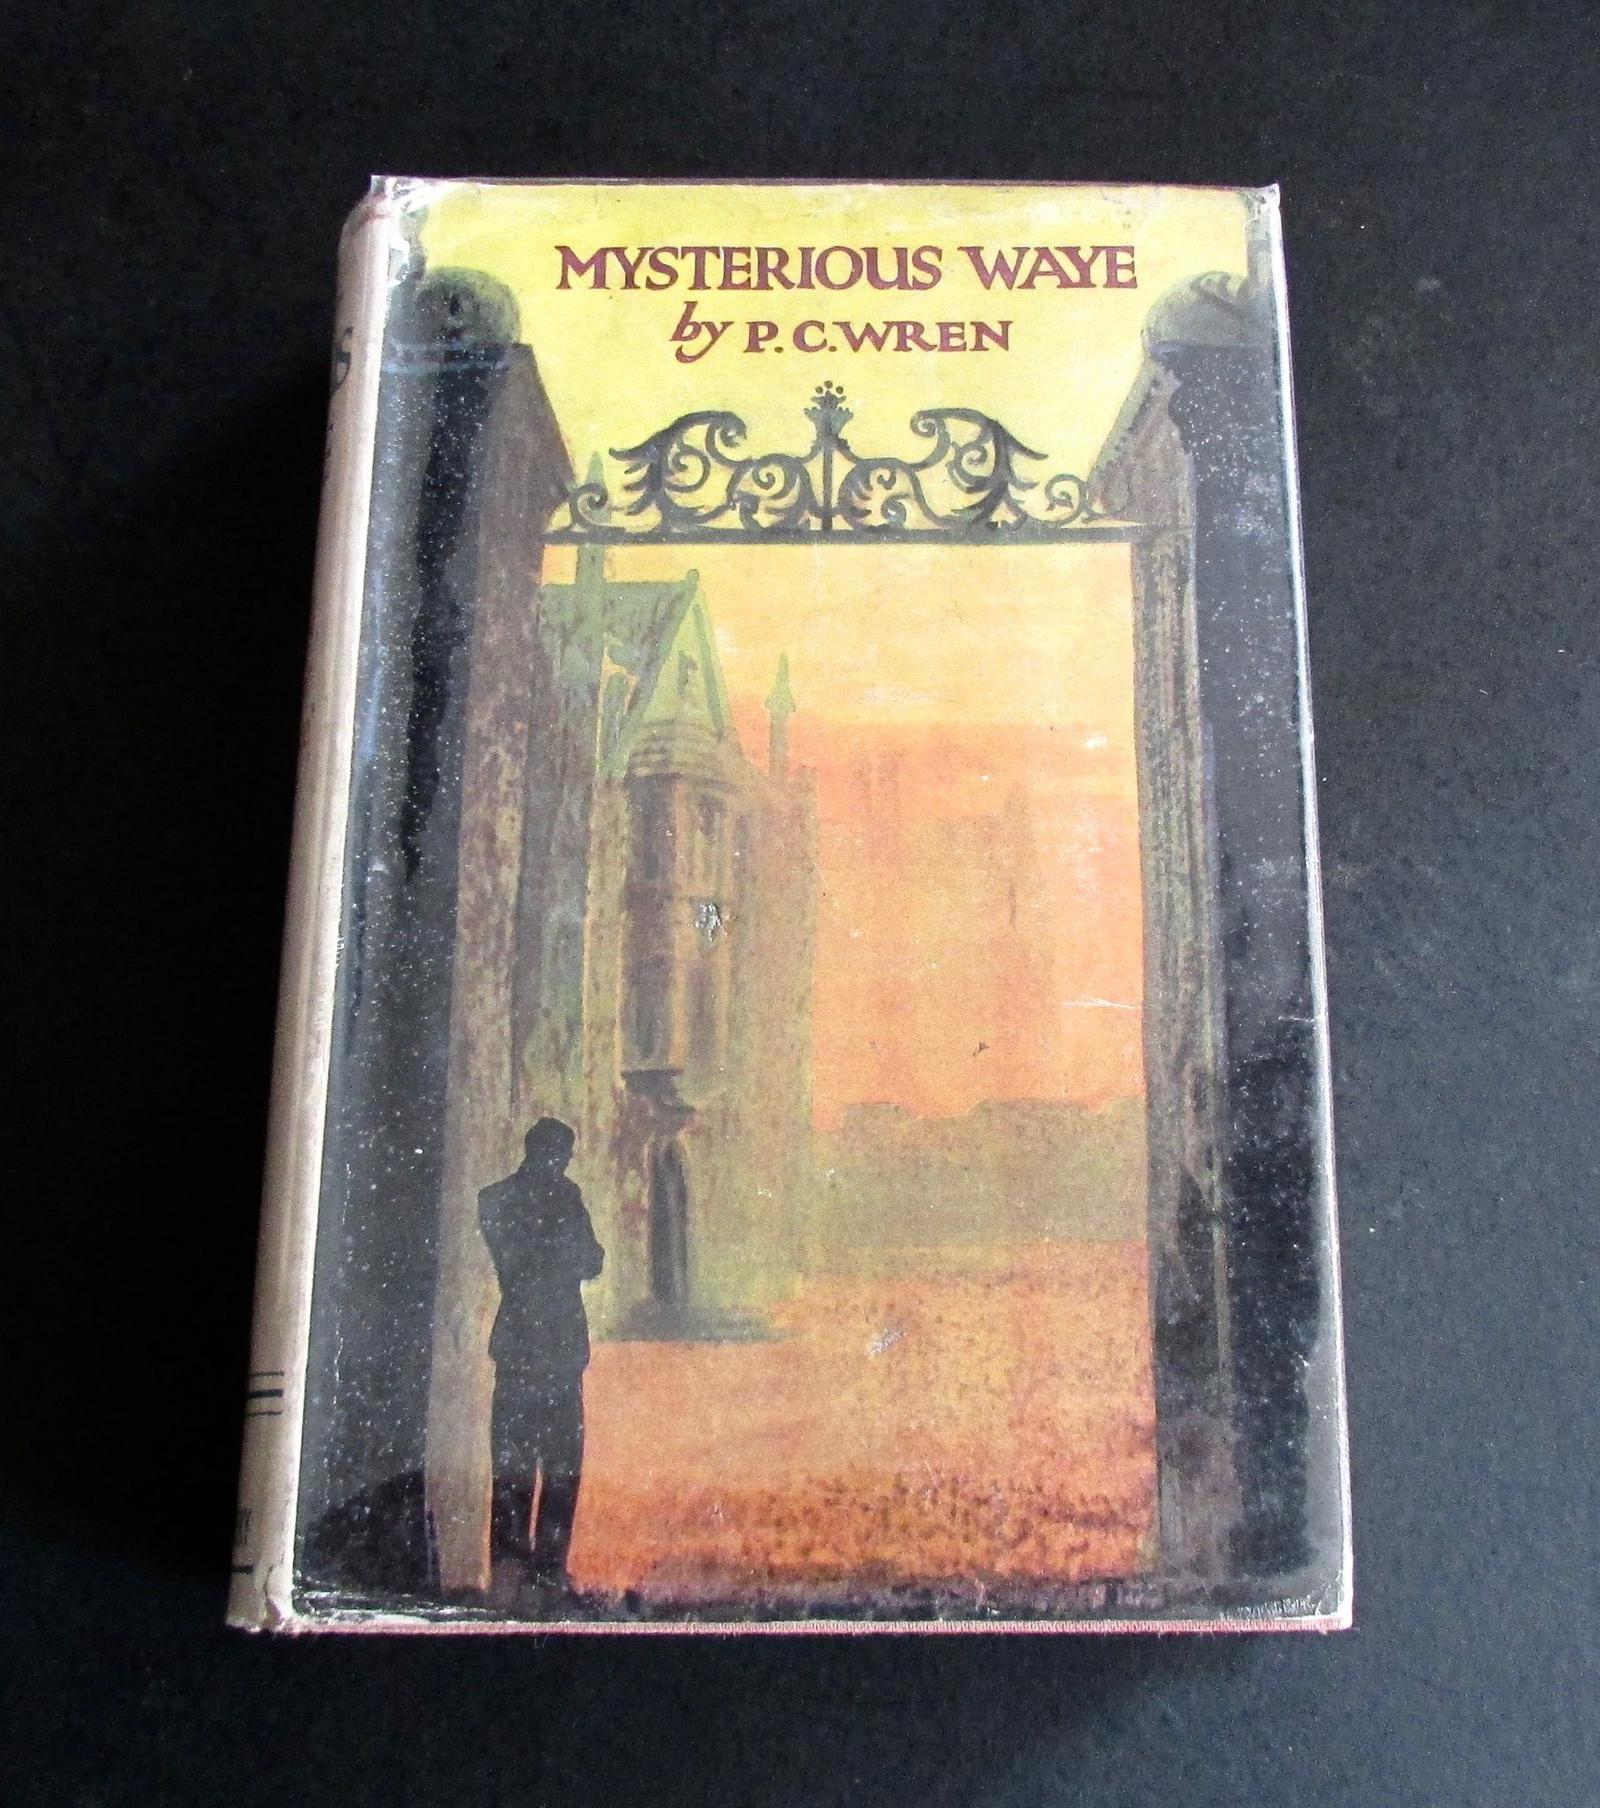 MYSTERIOUS WAYE
by P. C. WREN